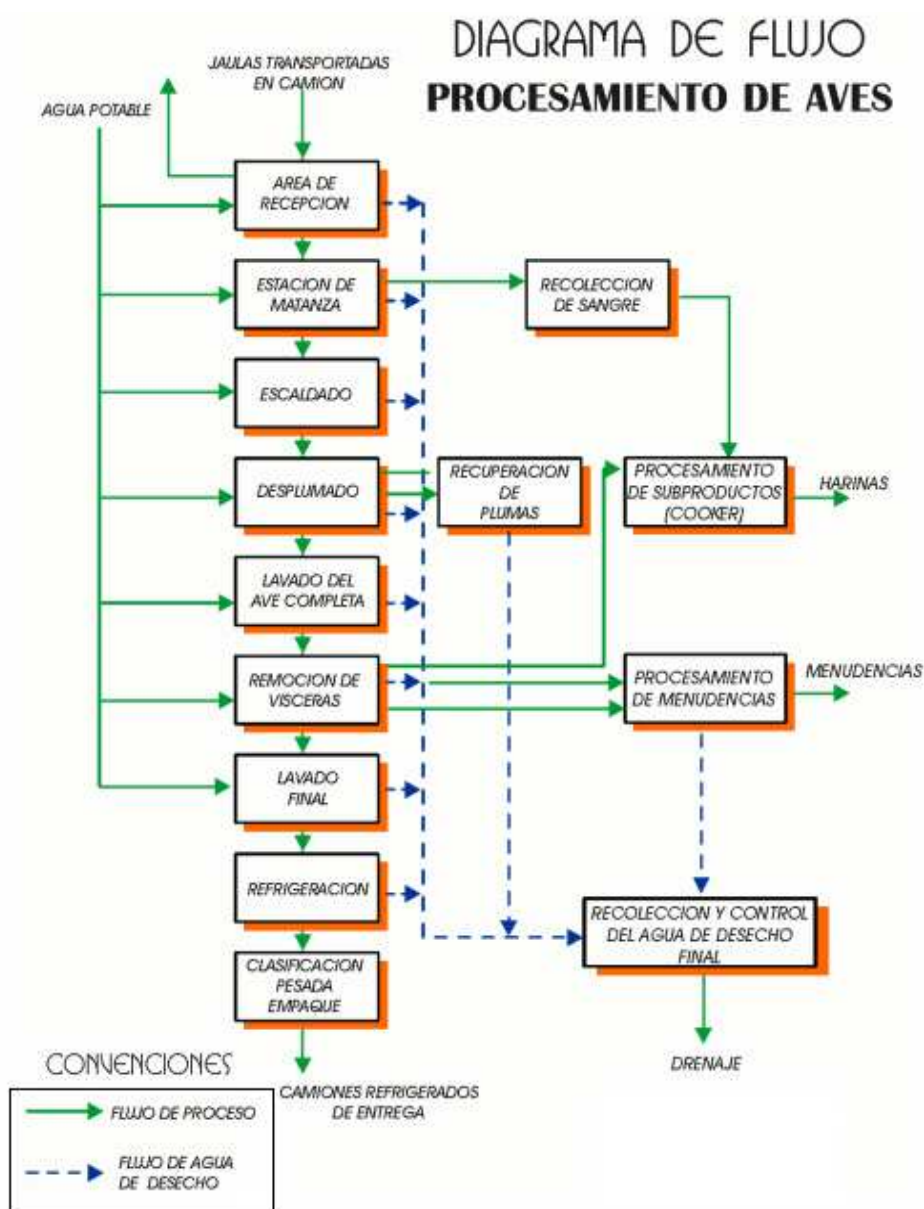 DIAGRAMA DE FLUJO
PROCESAMIENTO DE AVES
JAULAS TRANSPORTADAS
EN CAMION
AGUA POTABLE
AREA DE
RECEPCION
ESTACION DE
MATANZA
RECOLECCION
DE SANGRE
ESCALDADO
DESPLUMADO
RECUPERACION
DE
PLUMAS
PROCESAMIENTO
DE SUBPRODUCTOS
(COOKER)
HARINAS
LAVADO DEL
AVE COMPLETA
REMOCION DE
VISCERAS
PROCESAMIENTO
DE MENUDENCIAS
MENUDENCIAS
LAVADO
FINAL
REFRIGERACION
RECOLECCION Y CONTROL
DEL AGUA DE DESECHO
FINAL
CLASIFICACION
PESADA
EMPAQUE
DRENAJE
CAMIONES REFRIGERADOS
DE ENTREGA
CONVENCIONES
FLUJO DE PROCESO
FLUJO DE AGUA
DE DESECHO